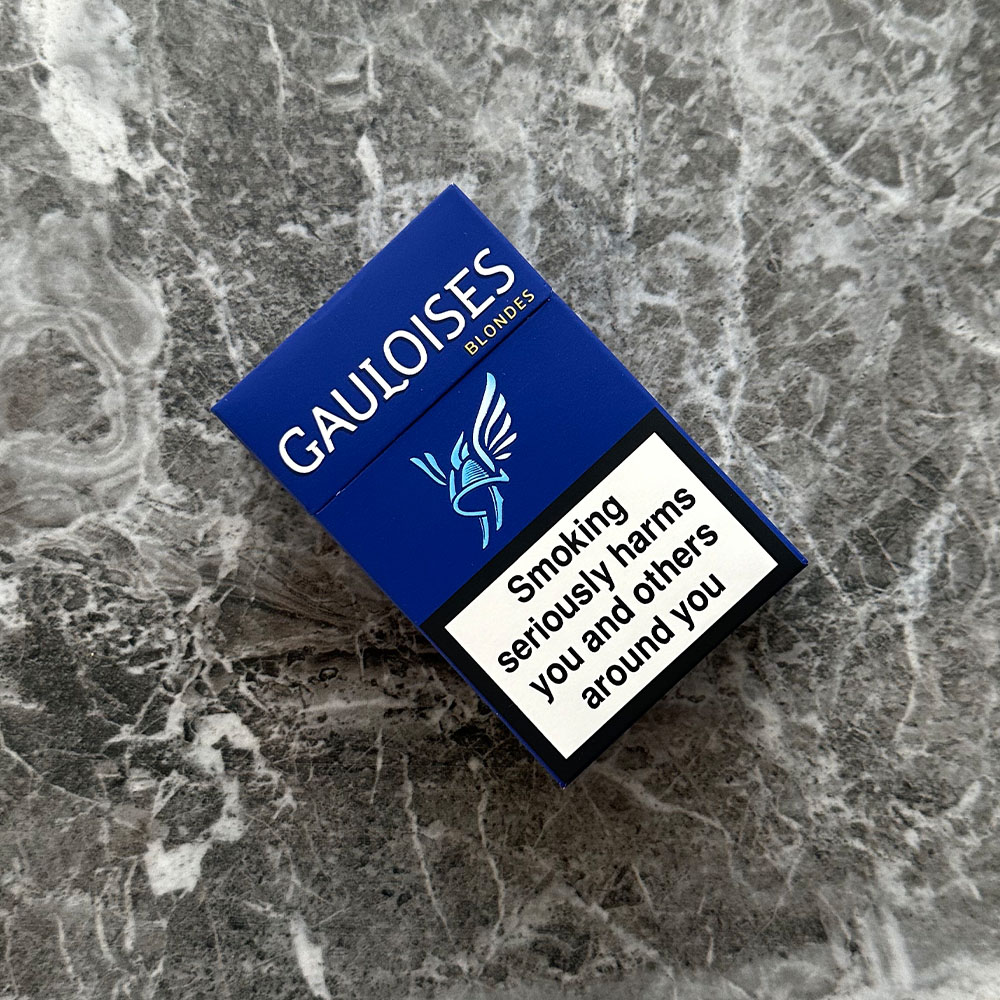 GAULOISES
BLONDES
Smoking
seriously harms
you and others
around you